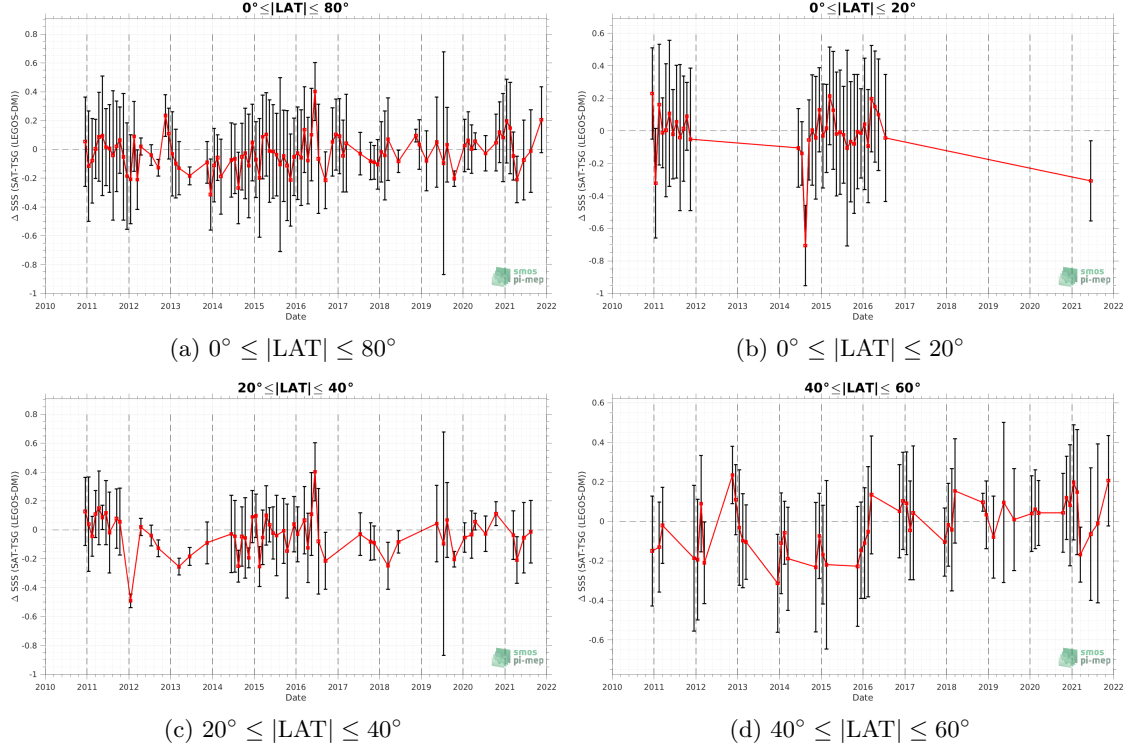 0°≤|LAT|≤ 80°
Δ SSS (SAT-TSG (LEGOS-DM))
0.8
0.6
0.4
0.2
0
-0.2
-0.4
-0.6
-0.8
-1
2010 2011 2012 2013 2014 2015 2016 2017 2018 2019 2020 2021 2022
Date
smos
pi-mep
(a) 0° ≤ |LAT| ≤ 80°
0°≤|LAT|≤ 20°
Δ SSS (SAT-TSG (LEGOS-DM))
0.6
0.4
0.2
0
-0.2
-0.4
-0.6
-0.8
-1
2010 2011 2012 2013 2014 2015 2016 2017 2018 2019 2020 2021 2022
Date
smos
pi-mep
(b) 0° ≤ |LAT| ≤ 20°
20°≤|LAT|≤ 40°
Δ SSS (SAT-TSG (LEGOS-DM))
0.8
0.6
0.4
0.2
0
-0.2
-0.4
-0.6
-0.8
-1
2010 2011 2012 2013 2014 2015 2016 2017 2018 2019 2020 2021 2022
Date
smos
pi-mep
(c) 20° ≤ |LAT| ≤ 40°
40°≤|LAT|≤ 60°
Δ SSS (SAT-TSG (LEGOS-DM))
0.6
0.4
0.2
0
-0.2
-0.4
-0.6
2010 2011 2012 2013 2014 2015 2016 2017 2018 2019 2020 2021 2022
Date
smos
pi-mep
(d) 40° ≤ |LAT| ≤ 60°